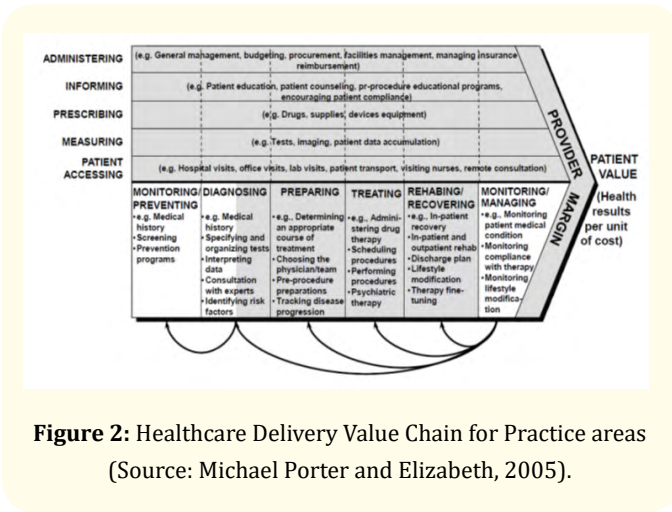 ADMINISTERING
(e.g. General management, budgeting, procurement, facilities management, managing insurance
reimbursement)
INFORMING
(e.g. Patient education, patient counseling, pr-procedure educational programs,
encouraging patient compliance)
PRESCRIBING
(e'g. Drugs, supplies, devices equipment)
MEASURING
(e.g. Tests, imaging, patient data accumulation)
PATIENT
ACCESSING
(e.g. Hospital visits, office visits, lab visits, patient transport, visiting nurses, remote consultation)
PROVIDER
MARGIN
PATIENT
VALUE
(Health
results
per unit
of cost)
MONITORING/
PREVENTING
•e.g. Medical
history
•Screening
•Prevention
programs
DIAGNOSING
•e.g. Medical
history
•Specifying and
organizing tests
•Interpreting
data
•Consultation
with experts
•Identifying risk
factors
PREPARING
•e.g., Determining
an appropriate
course of
treatment
•Choosing the
physician/team
•Pre-procedure
preparations
•Tracking disease
progression
TREATING
•e.g., Admini-
stering drug
therapy
•Scheduling
procedures
•Performing
procedures
•Psychiatric
therapy
REHABING/
RECOVERING
•e.g., In-patient
recovery
•In-patient and
outpatient rehab
•Discharge plan
•Lifestyle
modification
•Therapy fine-
tuning
MONITORING/
MANAGING
•e.g., Monitoring
patient medical
condition
•Monitoring
compliance
with therapy
•Monitoring
lifestyle
modifica-
tion
Figure 2: Healthcare Delivery Value Chain for Practice areas
(Source: Michael Porter and Elizabeth, 2005).